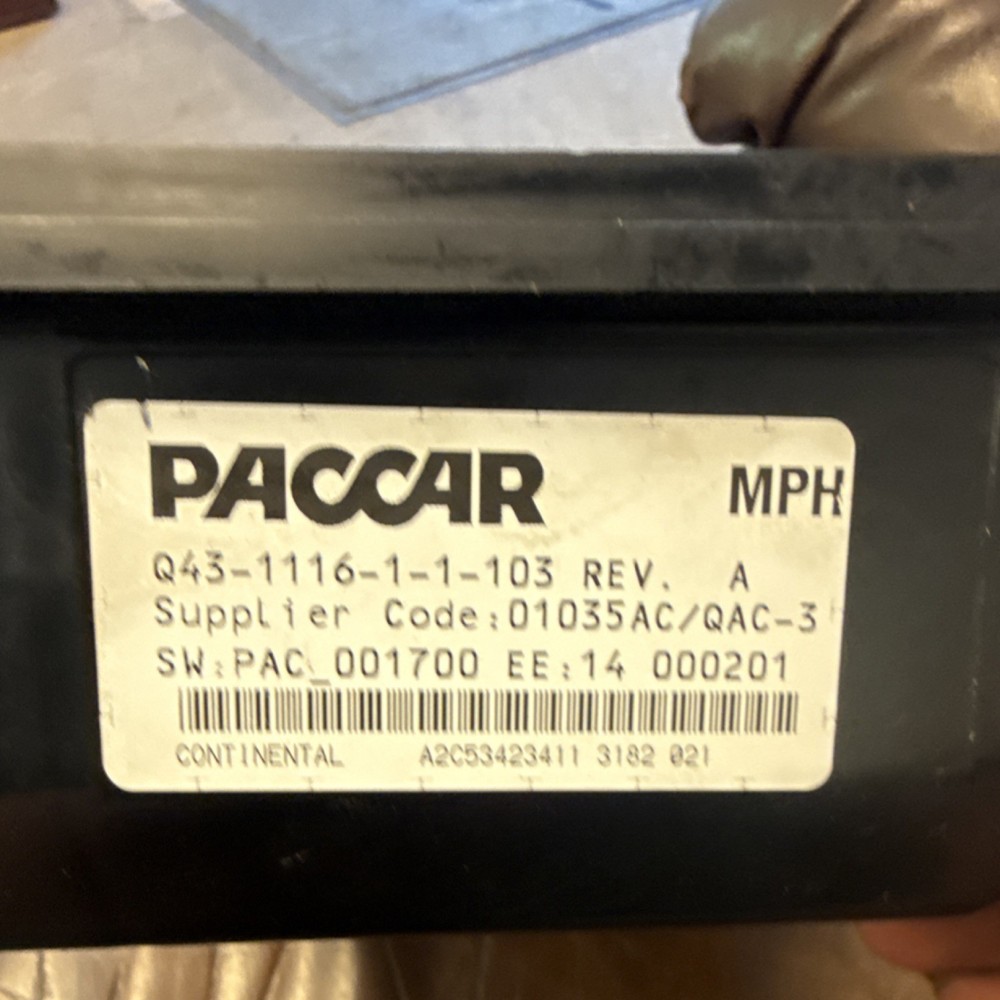 PACCAR MPH
Q43-1116-1-1-103 REV. A
Supplier Code:01035AC/QAC-3
SW:PAC_001700 EE:14 000201
CONTINENTAL A2C53423411 3182 021